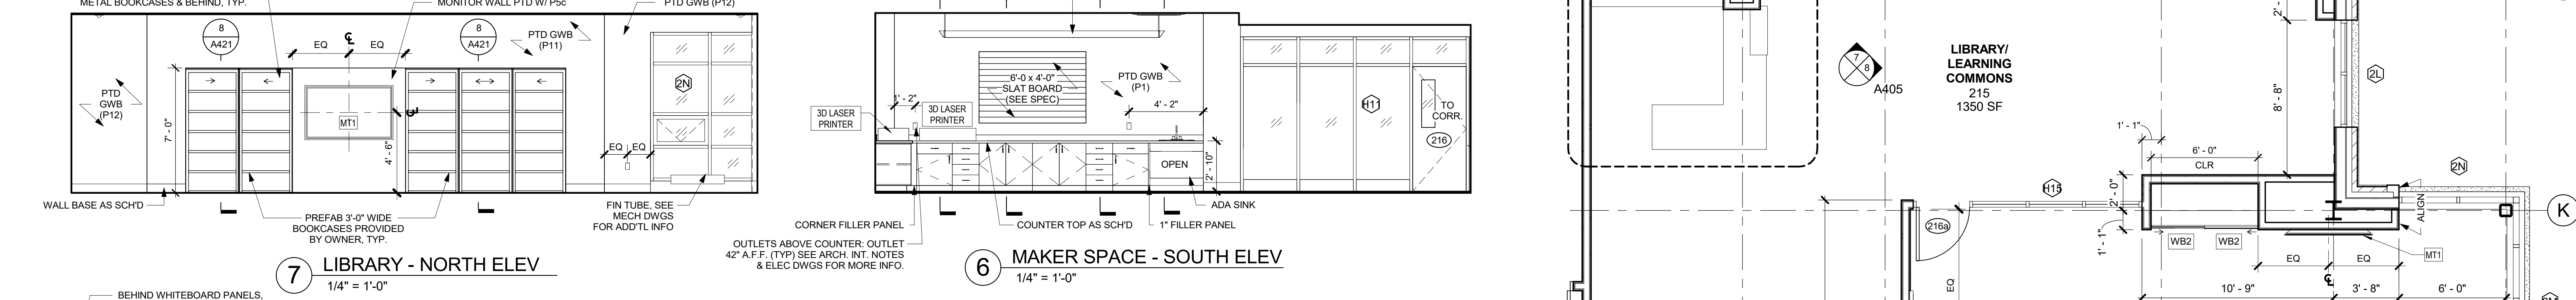 METAL BOOKCASES & BEHIND, TYP.
MONITOR WALL PTD W/ P5c
PTD GWB (P12)
8
A421
EQ
EQ
8
A421
PTD GWB
(P11)
2N
PTD
GWB
(P12)
7' - 0"
MT1
4' - 6"
EQ
EQ
WALL BASE AS SCH'D
PREFAB 3'-0" WIDE
BOOKCASES PROVIDED
BY OWNER, TYP.
FIN TUBE, SEE
MECH DWGS
FOR ADD'TL INFO
7
LIBRARY - NORTH ELEV
1/4" = 1'-0"
BEHIND WHITEBOARD PANELS,
6'-0 x 4'-0"
SLAT BOARD
(SEE SPEC)
PTD GWB
(P1)
1' - 2"
3D LASER
PRINTER
3D LASER
PRINTER
4' - 2"
H11
TO
CORR.
216
OPEN
2' - 10"
ADA SINK
CORNER FILLER PANEL
COUNTER TOP AS SCH'D
1" FILLER PANEL
OUTLETS ABOVE COUNTER: OUTLET
42" A.F.F. (TYP) SEE ARCH. INT. NOTES
& ELEC DWGS FOR MORE INFO.
6
MAKER SPACE - SOUTH ELEV
1/4" = 1'-0"
7
8
A405
LIBRARY/
LEARNING
COMMONS
215
1350 SF
2' -
8' - 8"
2L
1' - 1"
6' - 0"
CLR
2N
H15
2' - 0"
ALIGN
K
216a
WB2
WB2
1' - 1"
MT1
EQ
EQ
EQ
10' - 9"
3' - 8"
6' - 0"